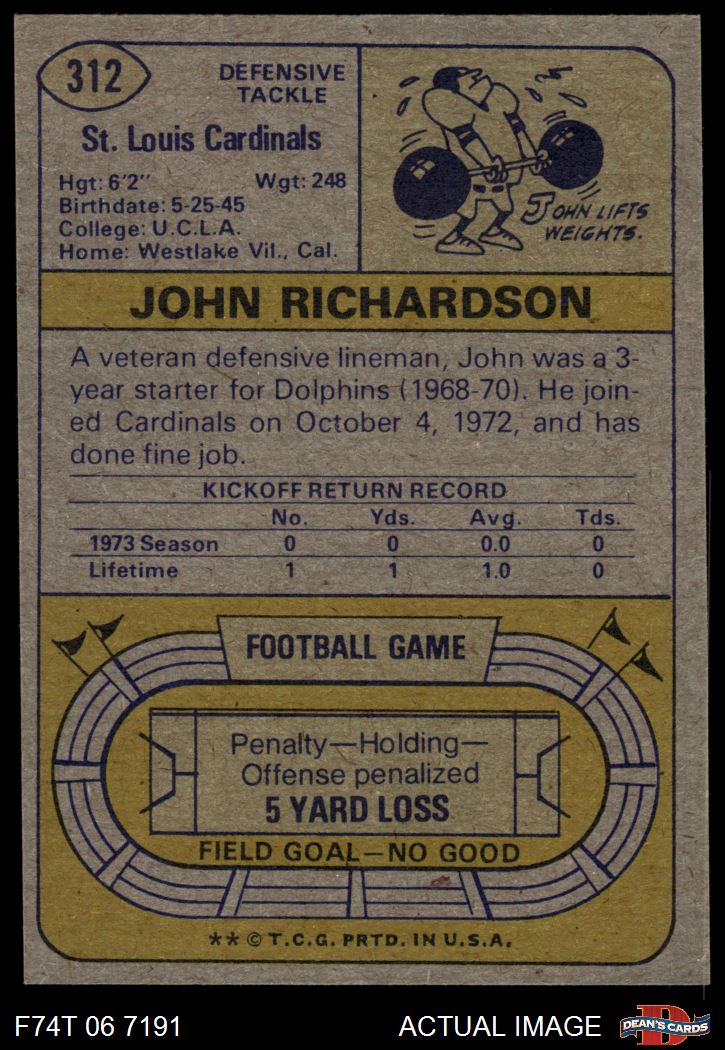 312
DEFENSIVE
TACKLE
St. Louis Cardinals
Hgt: 6'2" Wgt: 248
Birthdate: 5-25-45
College: U.C.L.A.
Home: Westlake Vil., Cal.
JOHN LIFTS
WEIGHTS.
JOHN RICHARDSON
A veteran defensive lineman, John was a 3-
year starter for Dolphins (1968-70). He join-
ed Cardinals on October 4, 1972, and has
done fine job.
KICKOFF RETURN RECORD
No. Yds. Avg. Tds.
1973 Season 0 0 0.0 0
Lifetime 1 1 1.0 0
FOOTBALL GAME
Penalty—Holding—
Offense penalized
5 YARD LOSS
FIELD GOAL—NO GOOD
** © T.C.G. PRTD. IN U.S.A.
F74T 06 7191 ACTUAL IMAGE
D
DEAN'S CARDS